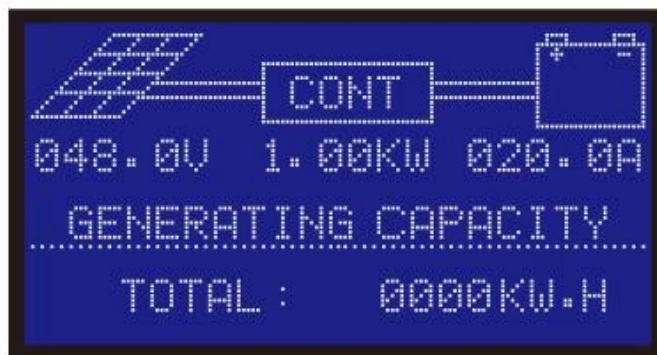 + -
CONT
048.0V 1.00KW 020.0A
GENERATING CAPACITY
TOTAL: 0000KW.H